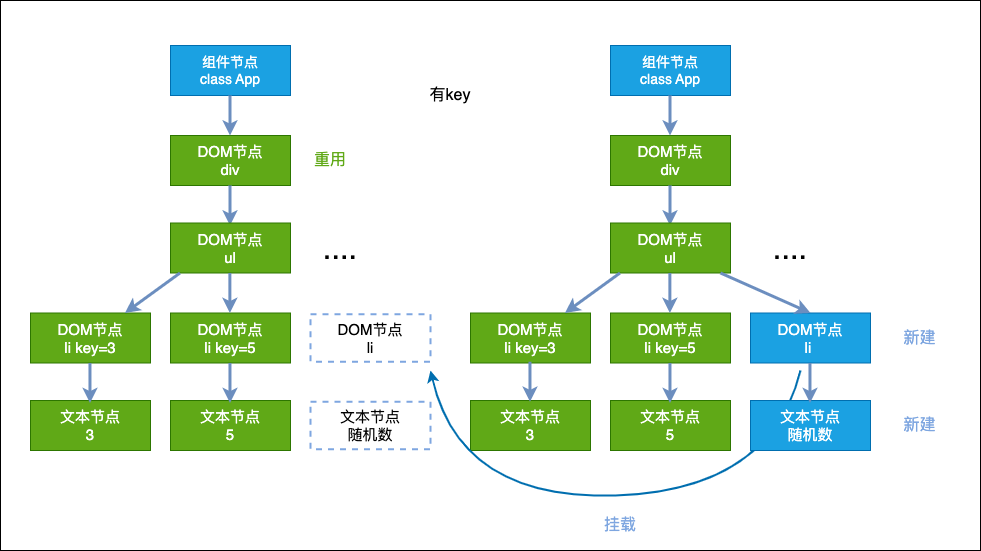 组件节点
class App
组件节点
class App
有key
DOM节点
div
重用
DOM节点
div
DOM节点
ul
....
DOM节点
ul
....
DOM节点
li key=3
DOM节点
li key=5
DOM节点
li
DOM节点
li key=3
DOM节点
li key=5
DOM节点
li
新建
文本节点
3
文本节点
5
文本节点
随机数
文本节点
3
文本节点
5
文本节点
随机数
新建
挂载